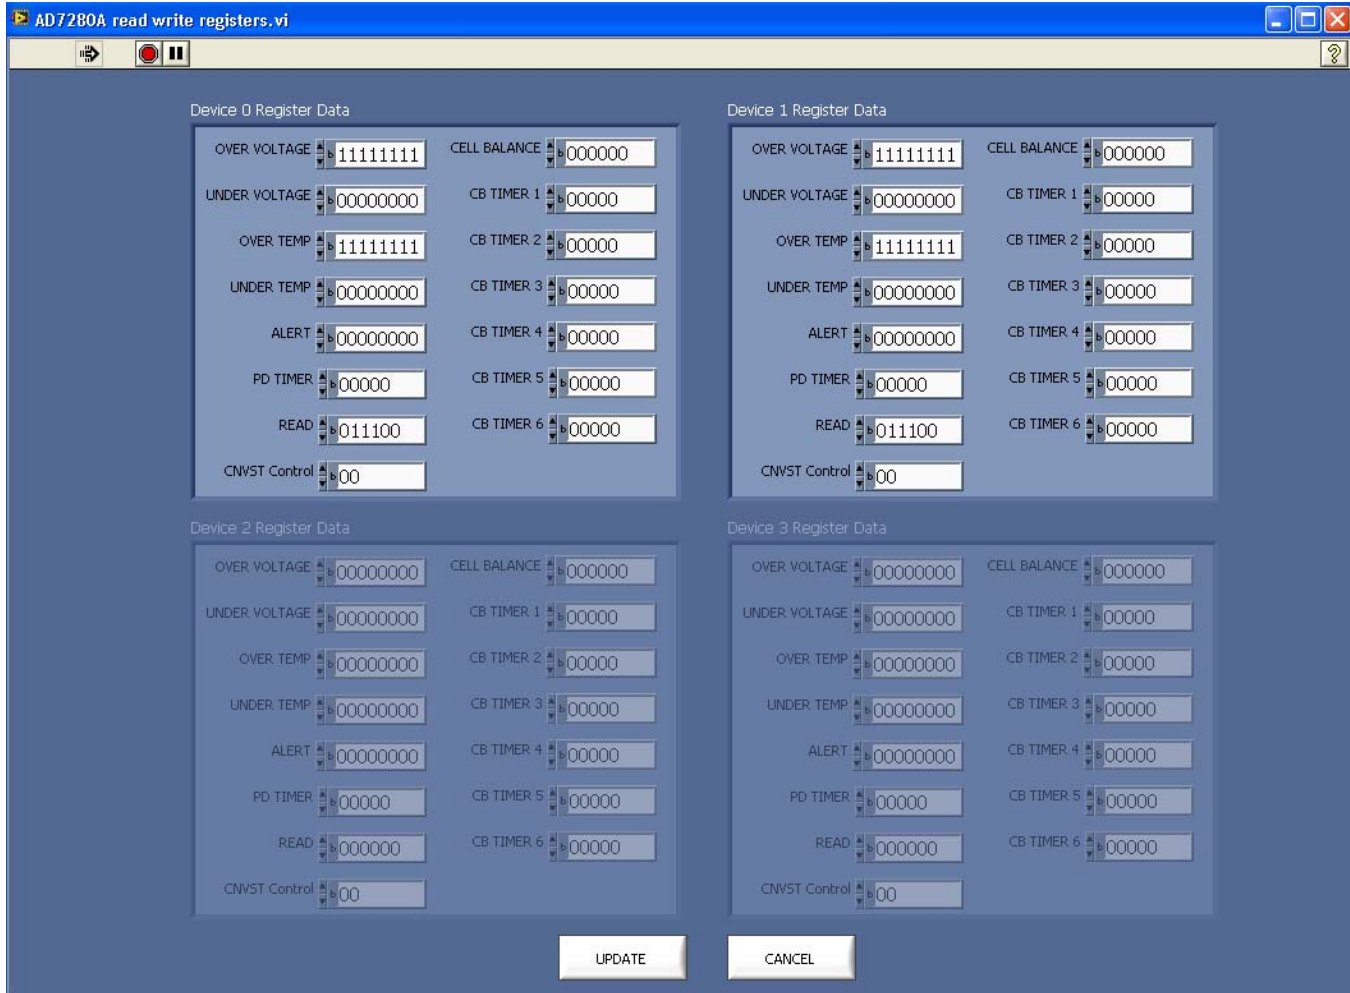 AD7280A read write registers.vi
Device 0 Register Data
OVER VOLTAGE b 11111111 CELL BALANCE b 000000
UNDER VOLTAGE b 00000000 CB TIMER 1 b 00000
OVER TEMP b 11111111 CB TIMER 2 b 00000
UNDER TEMP b 00000000 CB TIMER 3 b 00000
ALERT b 00000000 CB TIMER 4 b 00000
PD TIMER b 00000 CB TIMER 5 b 00000
READ b 011100 CB TIMER 6 b 00000
CNVST Control b 00
Device 1 Register Data
OVER VOLTAGE b 11111111 CELL BALANCE b 000000
UNDER VOLTAGE b 00000000 CB TIMER 1 b 00000
OVER TEMP b 11111111 CB TIMER 2 b 00000
UNDER TEMP b 00000000 CB TIMER 3 b 00000
ALERT b 00000000 CB TIMER 4 b 00000
PD TIMER b 00000 CB TIMER 5 b 00000
READ b 011100 CB TIMER 6 b 00000
CNVST Control b 00
Device 2 Register Data
OVER VOLTAGE b 00000000 CELL BALANCE b 000000
UNDER VOLTAGE b 00000000 CB TIMER 1 b 00000
OVER TEMP b 00000000 CB TIMER 2 b 00000
UNDER TEMP b 00000000 CB TIMER 3 b 00000
ALERT b 00000000 CB TIMER 4 b 00000
PD TIMER b 00000 CB TIMER 5 b 00000
READ b 000000 CB TIMER 6 b 00000
CNVST Control b 00
Device 3 Register Data
OVER VOLTAGE b 00000000 CELL BALANCE b 000000
UNDER VOLTAGE b 00000000 CB TIMER 1 b 00000
OVER TEMP b 00000000 CB TIMER 2 b 00000
UNDER TEMP b 00000000 CB TIMER 3 b 00000
ALERT b 00000000 CB TIMER 4 b 00000
PD TIMER b 00000 CB TIMER 5 b 00000
READ b 000000 CB TIMER 6 b 00000
CNVST Control b 00
UPDATE CANCEL